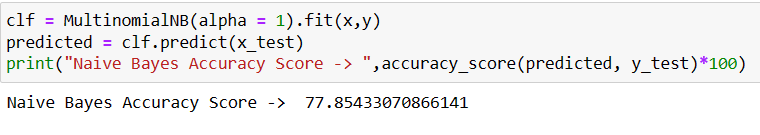 clf = MultinomialNB(alpha = 1).fit(x,y)
predicted = clf.predict(x_test)
print("Naive Bayes Accuracy Score -> ",accuracy_score(predicted, y_test)*100)
Naive Bayes Accuracy Score ->  77.85433070866141